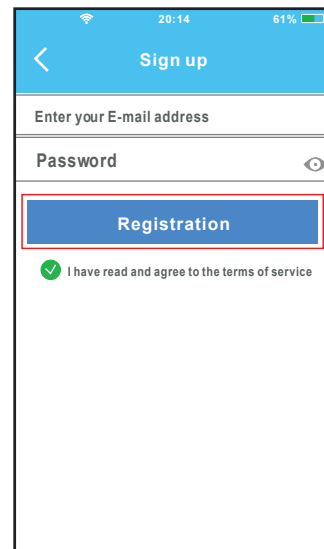 20:14 61%
Sign up
Enter your E-mail address
Password
Registration
I have read and agree to the terms of service